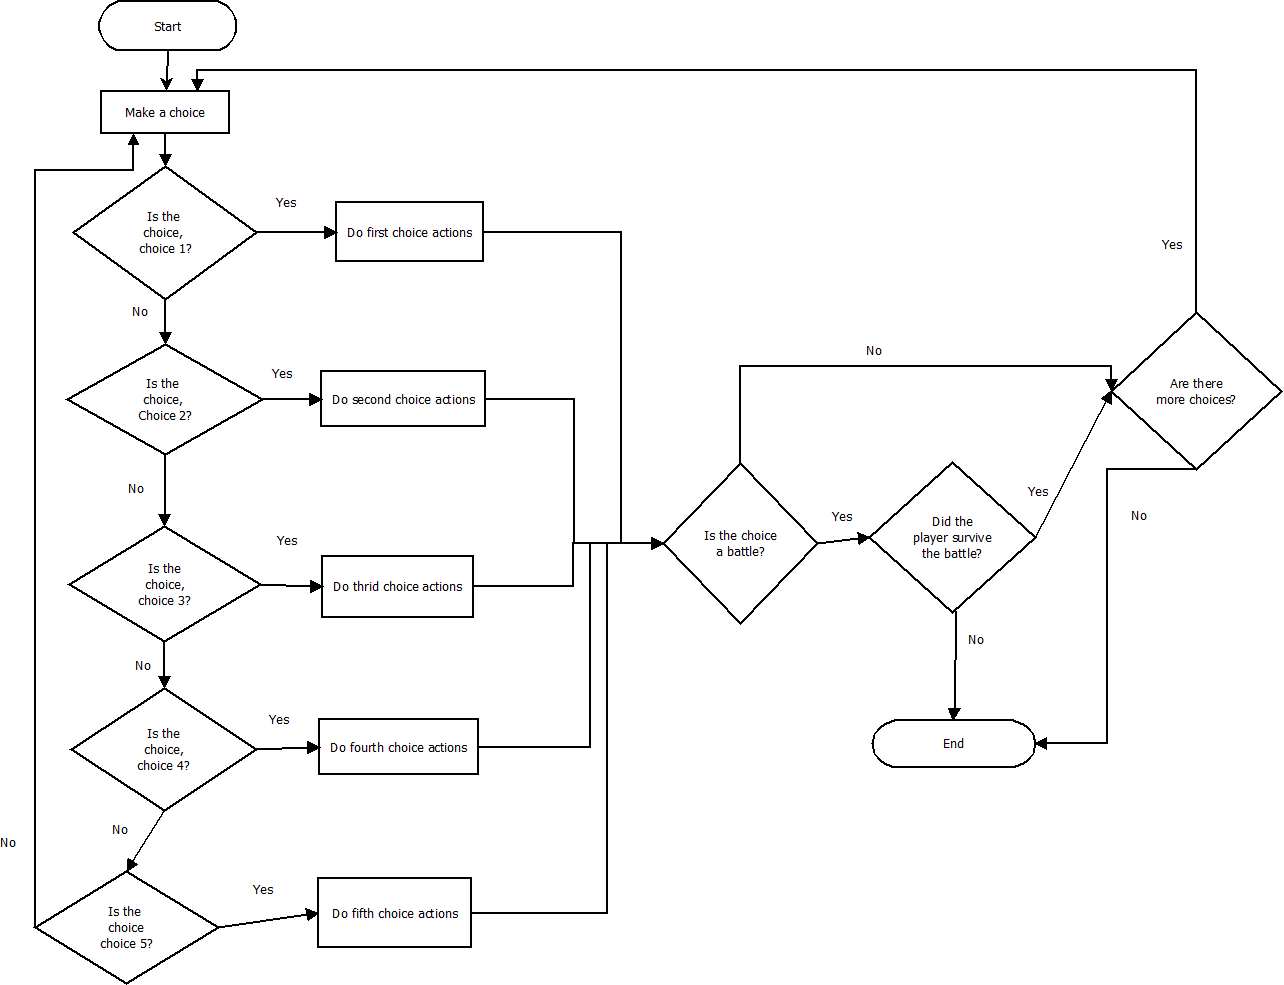 Start
Make a choice
Is the
choice,
choice 1?
Yes
Do first choice actions
No
Is the
choice,
Choice 2?
Yes
Do second choice actions
No
Is the
choice,
choice 3?
Yes
Do thrid choice actions
No
Is the
choice,
choice 4?
Yes
Do fourth choice actions
No
Is the
choice
choice 5?
Yes
Do fifth choice actions
No
Is the choice
a battle?
No
Yes
Did the
player survive
the battle?
Yes
No
Are there
more choices?
Yes
No
End